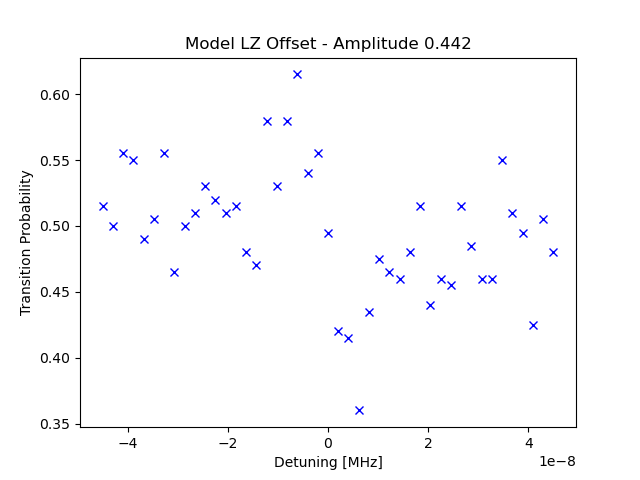 Model LZ Offset - Amplitude 0.442
0.60
0.55
0.50
0.45
0.40
0.35
Transition Probability
−4
−2
0
2
4
1e−8
Detuning [MHz]